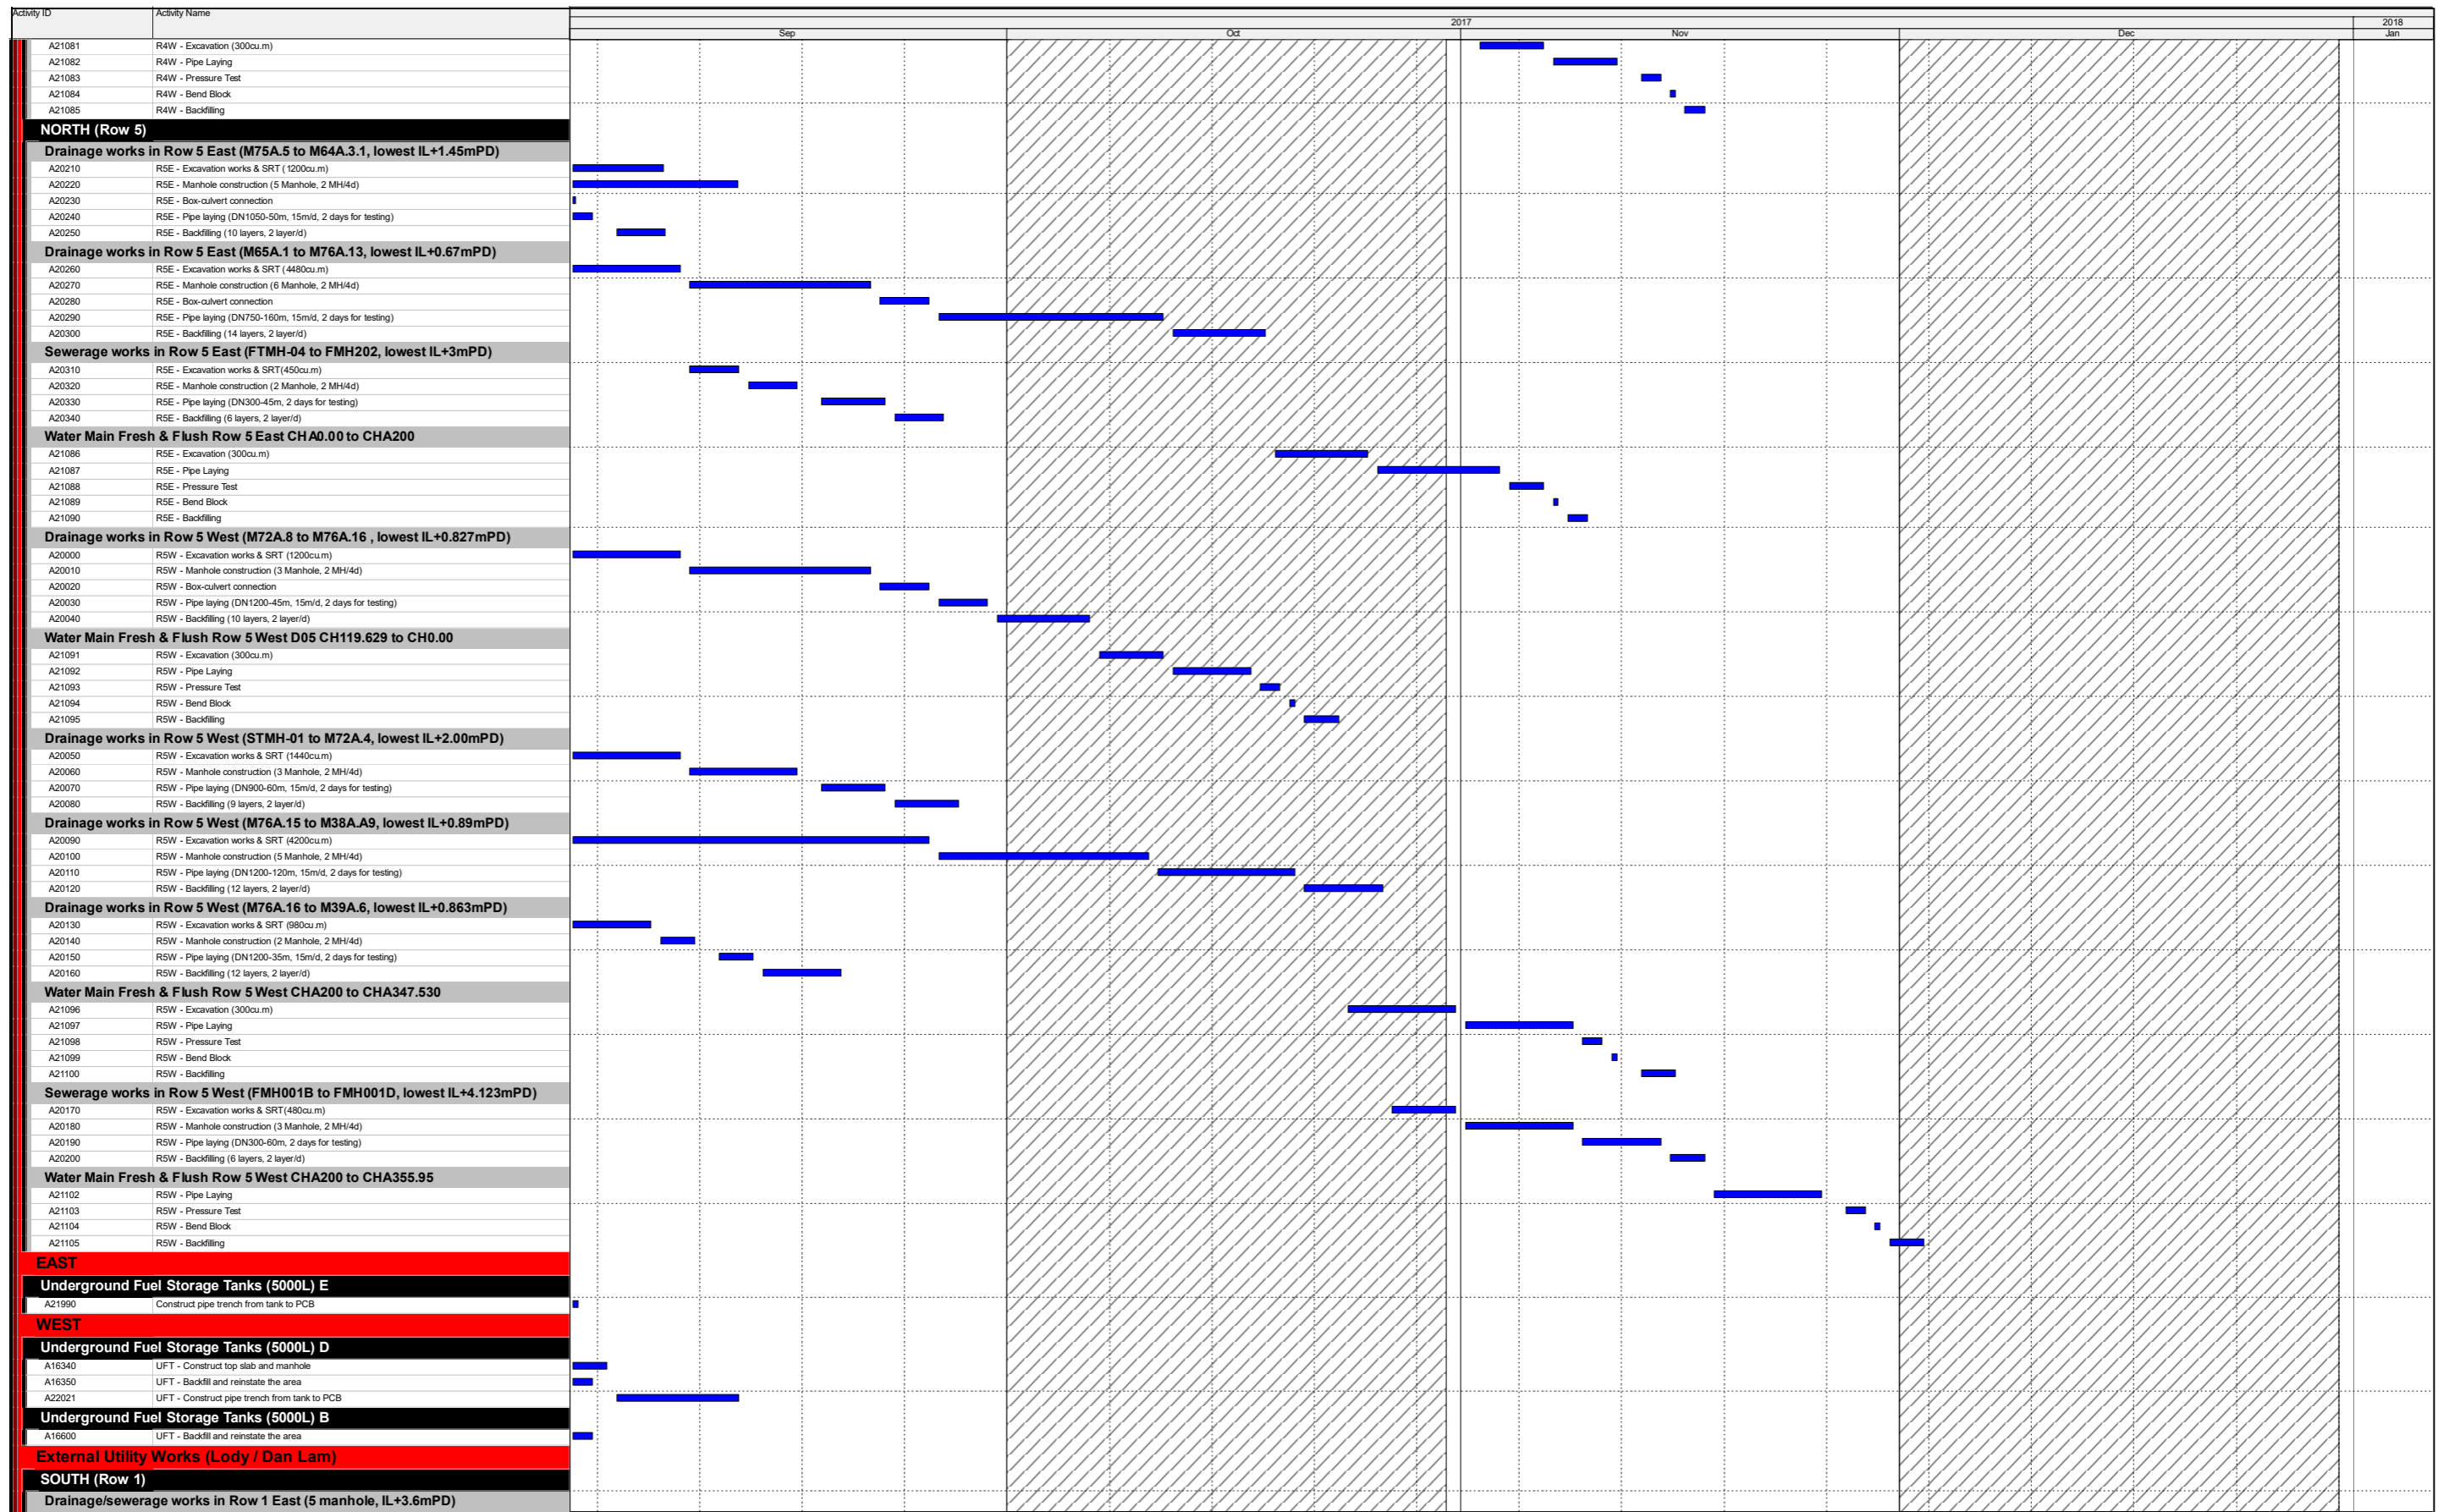 Activity ID Activity Name
2017 2018
Sep Oct Nov Dec Jan
A21081 R4W - Excavation (300cu.m)
A21082 R4W - Pipe Laying
A21083 R4W - Pressure Test
A21084 R4W - Bend Block
A21085 R4W - Backfilling
NORTH (Row 5)
Drainage works in Row 5 East (M75A.5 to M64A.3.1, lowest IL+1.45mPD)
A20210 R5E - Excavation works & SRT (1200cu.m)
A20220 R5E - Manhole construction (5 Manhole, 2 MH/4d)
A20230 R5E - Box-culvert connection
A20240 R5E - Pipe laying (DN1050-50m, 15m/d, 2 days for testing)
A20250 R5E - Backfilling (10 layers, 2 layer/d)
Drainage works in Row 5 East (M65A.1 to M76A.13, lowest IL+0.67mPD)
A20260 R5E - Excavation works & SRT (4480cu.m)
A20270 R5E - Manhole construction (6 Manhole, 2 MH/4d)
A20280 R5E - Box-culvert connection
A20290 R5E - Pipe laying (DN750-160m, 15m/d, 2 days for testing)
A20300 R5E - Backfilling (14 layers, 2 layer/d)
Sewerage works in Row 5 East (FTMH-04 to FMH202, lowest IL+3mPD)
A20310 R5E - Excavation works & SRT(450cu.m)
A20320 R5E - Manhole construction (2 Manhole, 2 MH/4d)
A20330 R5E - Pipe laying (DN300-45m, 2 days for testing)
A20340 R5E - Backfilling (6 layers, 2 layer/d)
Water Main Fresh & Flush Row 5 East CHA0.00 to CHA200
A21086 R5E - Excavation (300cu.m)
A21087 R5E - Pipe Laying
A21088 R5E - Pressure Test
A21089 R5E - Bend Block
A21090 R5E - Backfilling
Drainage works in Row 5 West (M72A.8 to M76A.16 , lowest IL+0.827mPD)
A20000 R5W - Excavation works & SRT (1200cu.m)
A20010 R5W - Manhole construction (3 Manhole, 2 MH/4d)
A20020 R5W - Box-culvert connection
A20030 R5W - Pipe laying (DN1200-45m, 15m/d, 2 days for testing)
A20040 R5W - Backfilling (10 layers, 2 layer/d)
Water Main Fresh & Flush Row 5 West D05 CH119.629 to CH0.00
A21091 R5W - Excavation (300cu.m)
A21092 R5W - Pipe Laying
A21093 R5W - Pressure Test
A21094 R5W - Bend Block
A21095 R5W - Backfilling
Drainage works in Row 5 West (STMH-01 to M72A.4, lowest IL+2.00mPD)
A20050 R5W - Excavation works & SRT (1440cu.m)
A20060 R5W - Manhole construction (3 Manhole, 2 MH/4d)
A20070 R5W - Pipe laying (DN900-60m, 15m/d, 2 days for testing)
A20080 R5W - Backfilling (9 layers, 2 layer/d)
Drainage works in Row 5 West (M76A.15 to M38A.A9, lowest IL+0.89mPD)
A20090 R5W - Excavation works & SRT (4200cu.m)
A20100 R5W - Manhole construction (5 Manhole, 2 MH/4d)
A20110 R5W - Pipe laying (DN1200-120m, 15m/d, 2 days for testing)
A20120 R5W - Backfilling (12 layers, 2 layer/d)
Drainage works in Row 5 West (M76A.16 to M39A.6, lowest IL+0.863mPD)
A20130 R5W - Excavation works & SRT (980cu.m)
A20140 R5W - Manhole construction (2 Manhole, 2 MH/4d)
A20150 R5W - Pipe laying (DN1200-35m, 15m/d, 2 days for testing)
A20160 R5W - Backfilling (12 layers, 2 layer/d)
Water Main Fresh & Flush Row 5 West CHA200 to CHA347.530
A21096 R5W - Excavation (300cu.m)
A21097 R5W - Pipe Laying
A21098 R5W - Pressure Test
A21099 R5W - Bend Block
A21100 R5W - Backfilling
Sewerage works in Row 5 West (FMH001B to FMH001D, lowest IL+4.123mPD)
A20170 R5W - Excavation works & SRT(480cu.m)
A20180 R5W - Manhole construction (3 Manhole, 2 MH/4d)
A20190 R5W - Pipe laying (DN300-60m, 2 days for testing)
A20200 R5W - Backfilling (6 layers, 2 layer/d)
Water Main Fresh & Flush Row 5 West CHA200 to CHA355.95
A21102 R5W - Pipe Laying
A21103 R5W - Pressure Test
A21104 R5W - Bend Block
A21105 R5W - Backfilling
EAST
Underground Fuel Storage Tanks (5000L) E
A21990 Construct pipe trench from tank to PCB
WEST
Underground Fuel Storage Tanks (5000L) D
A16340 UFT - Construct top slab and manhole
A16350 UFT - Backfill and reinstate the area
A22021 UFT - Construct pipe trench from tank to PCB
Underground Fuel Storage Tanks (5000L) B
A16600 UFT - Backfill and reinstate the area
External Utility Works (Lody / Dan Lam)
SOUTH (Row 1)
Drainage/sewerage works in Row 1 East (5 manhole, IL+3.6mPD)